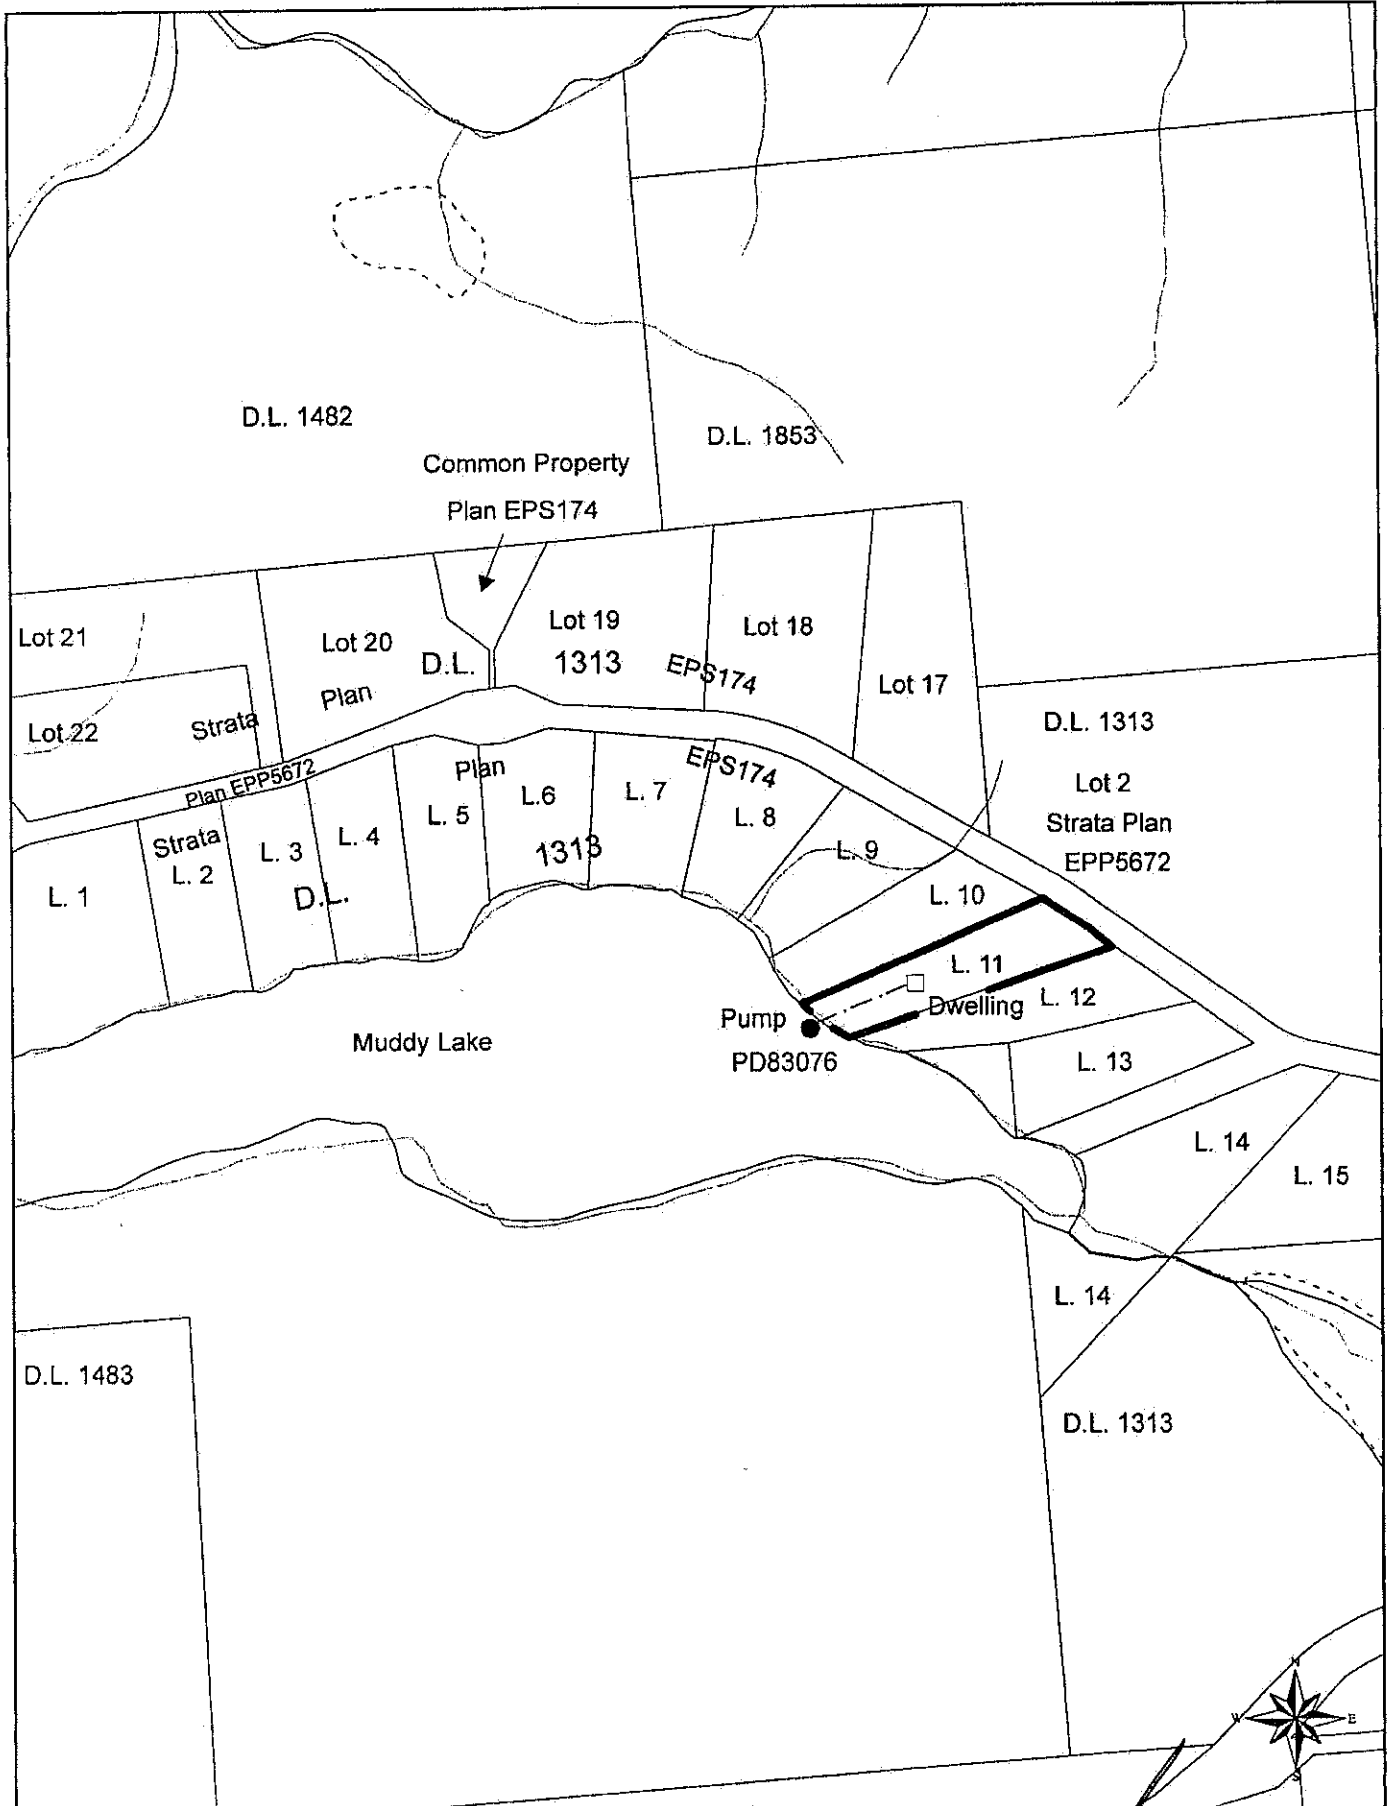 D.L. 1482
D.L. 1853
Common Property
Plan EPS174
Lot 21
Lot 20
Lot 19
Lot 18
D.L.
1313
EPS174
Lot 17
Plan
Lot 22
Strata
D.L. 1313
Plan EPP5672
Plan
EPS174
Lot 2
Strata Plan
EPP5672
L. 1
Strata
L. 2
L. 3
L. 4
L. 5
L.6
L. 7
L. 8
L. 9
1313
D.L.
L. 10
L. 11
L. 12
Dwelling
Pump
PD83076
Muddy Lake
L. 13
L. 14
L. 15
L. 14
D.L. 1483
D.L. 1313
N
W
E
S